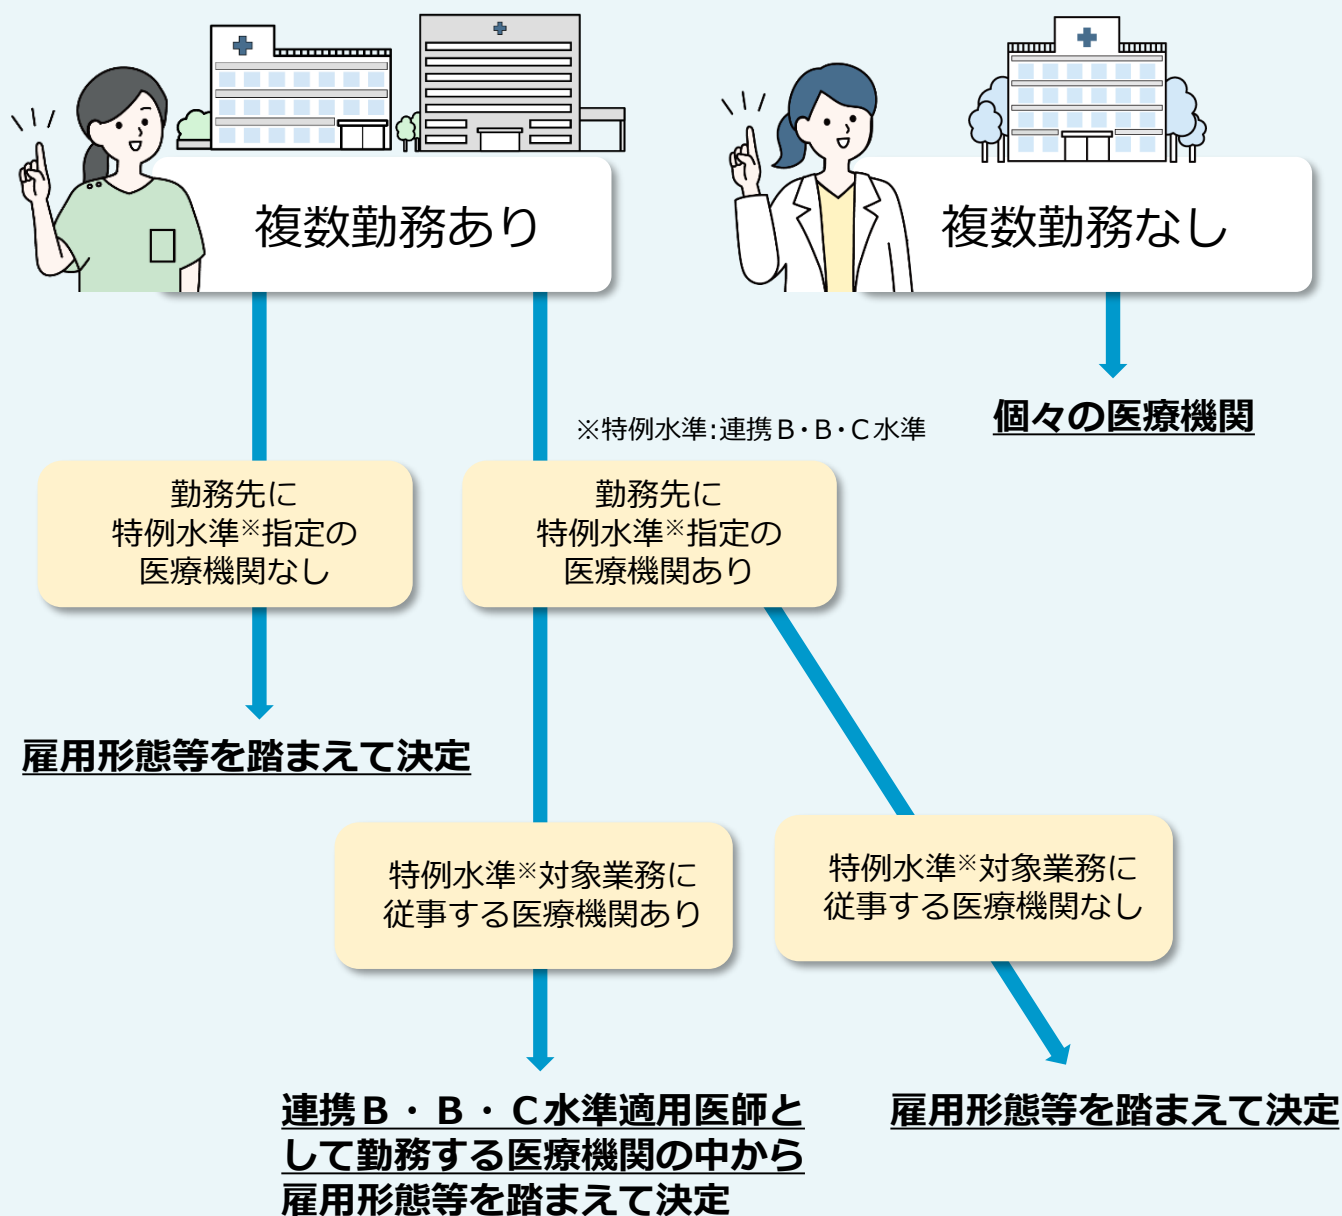 複数勤務あり
複数勤務なし
個々の医療機関
※特例水準:連携B・B・C水準
勤務先に
特例水準※指定の
医療機関なし
勤務先に
特例水準※指定の
医療機関あり
雇用形態等を踏まえて決定
特例水準※対象業務に
従事する医療機関あり
特例水準※対象業務に
従事する医療機関なし
連携B・B・C水準適用医師と
して勤務する医療機関の中から
雇用形態等を踏まえて決定
雇用形態等を踏まえて決定